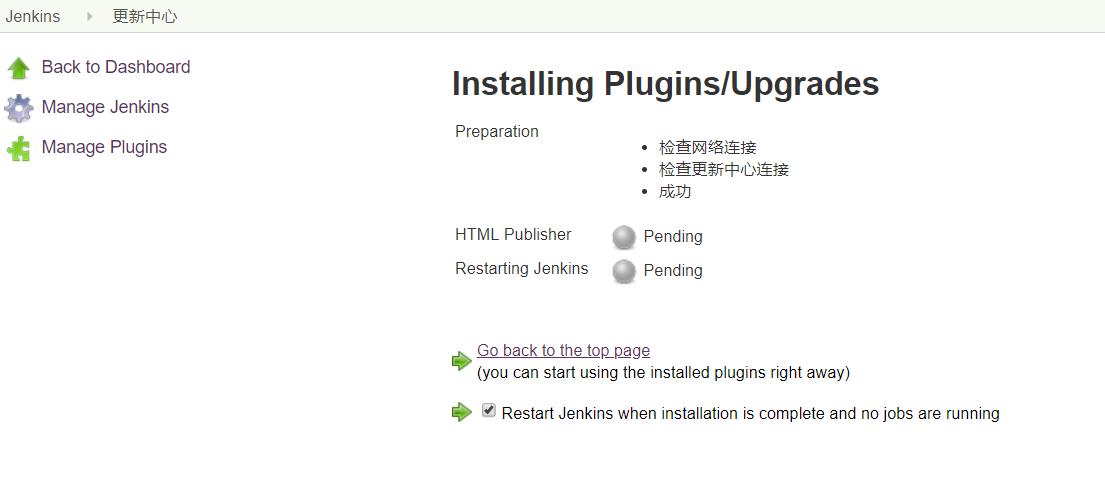 Jenkins 更新中心
Back to Dashboard
Manage Jenkins
Manage Plugins
Installing Plugins/Upgrades
Preparation
检查网络连接
检查更新中心连接
成功
HTML Publisher Pending
Restarting Jenkins Pending
Go back to the top page
(you can start using the installed plugins right away)
Restart Jenkins when installation is complete and no jobs are running